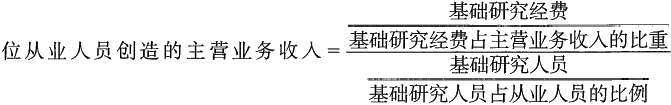 基础研究经费
基础研究经费占主营业务收入的比重
位从业人员创造的主营业务收入=
基础研究人员
基础研究人员占从业人员的比例